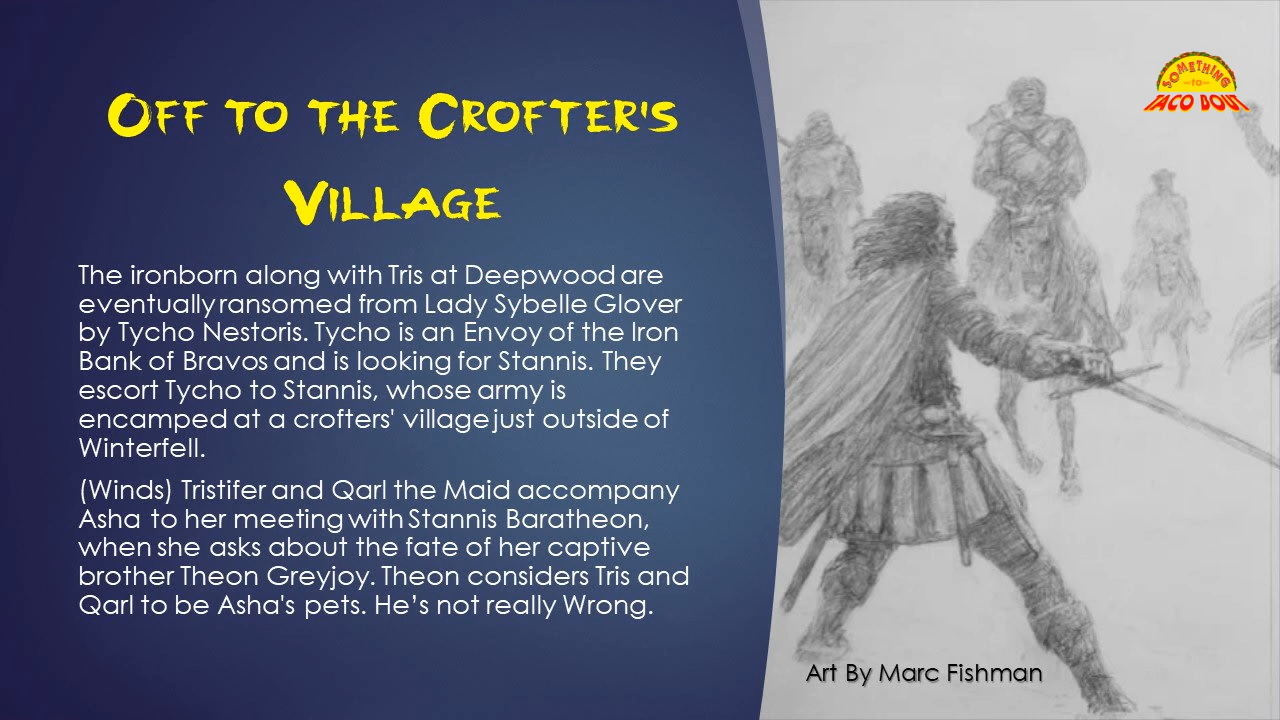 Off to the Crofter's
Village
The ironborn along with Tris at Deepwood are
eventually ransomed from Lady Sybelle Glover
by Tycho Nestoris. Tycho is an Envoy of the Iron
Bank of Bravos and is looking for Stannis. They
escort Tycho to Stannis, whose army is
encamped at a crofters' village just outside of
Winterfell.
(Winds) Tristifer and Qarl the Maid accompany
Asha to her meeting with Stannis Baratheon,
when she asks about the fate of her captive
brother Theon Greyjoy. Theon considers Tris and
Qarl to be Asha's pets. He’s not really Wrong.
SOMETHING
TO
TACO BOUT
Art By Marc Fishman